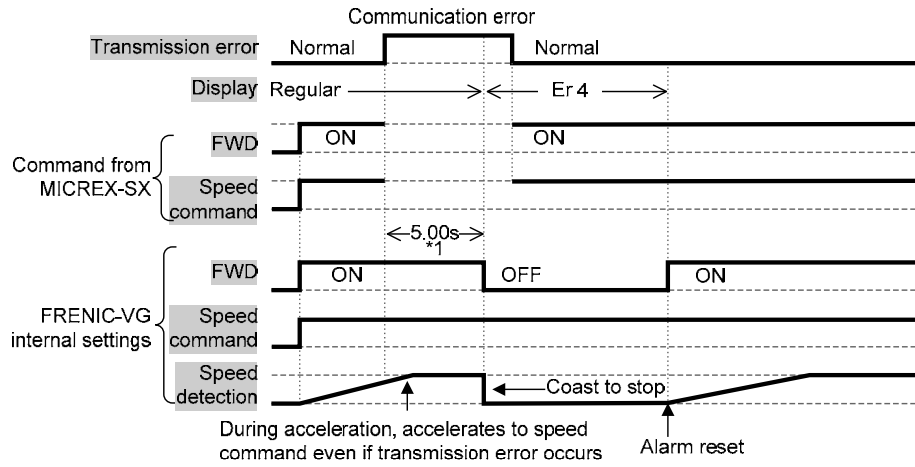 Communication error
Transmission error Normal Normal
Display Regular Er 4
FWD ON ON
Command from
MICREX-SX
Speed
command
5.00s
*1
FWD ON OFF ON
FRENIC-VG
internal settings
Speed
command
Speed
detection
Coast to stop
During acceleration, accelerates to speed
command even if transmission error occurs
Alarm reset